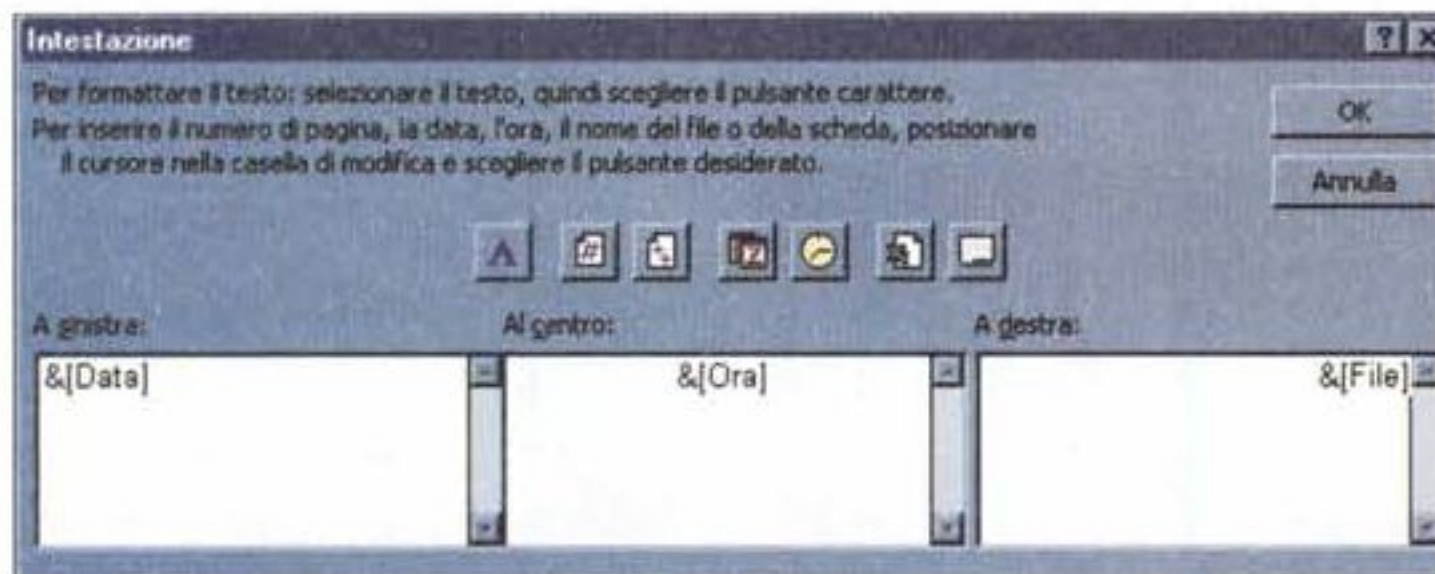 Intestazione
Per formattare il testo: selezionare il testo, quindi scegliere il pulsante carattere.
Per inserire il numero di pagina, la data, l'ora, il nome del file o della scheda, posizionare
il cursore nella casella di modifica e scegliere il pulsante desiderato.
OK
Annulla
A sinistra:
Al centro:
A destra:
&[Data]
&[Ora]
&[File]